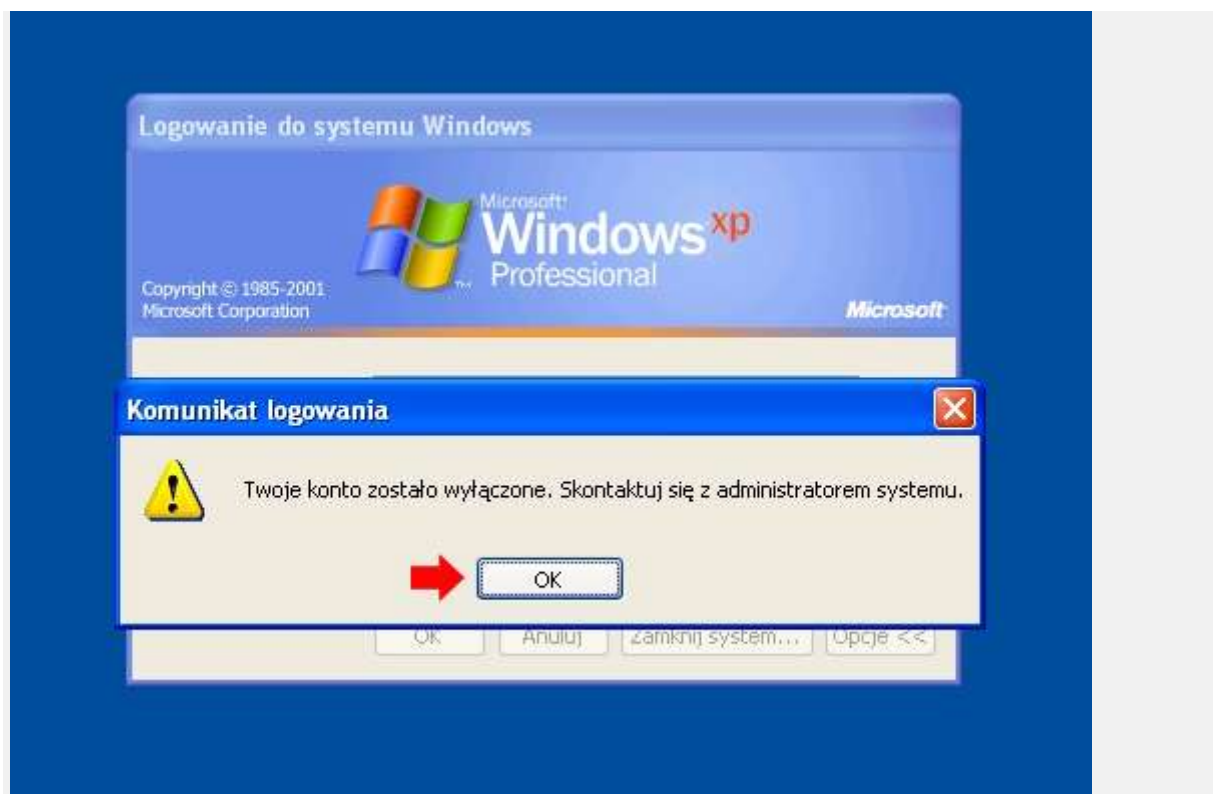 Logowanie do systemu Windows
Microsoft
Windows xp
Professional
Copyright © 1985-2001
Microsoft Corporation
Microsoft
Komunikat logowania
Twoje konto zostało wyłączone. Skontaktuj się z administratorem systemu.
OK
OK Anuluj Zamknij system... Opcje <<